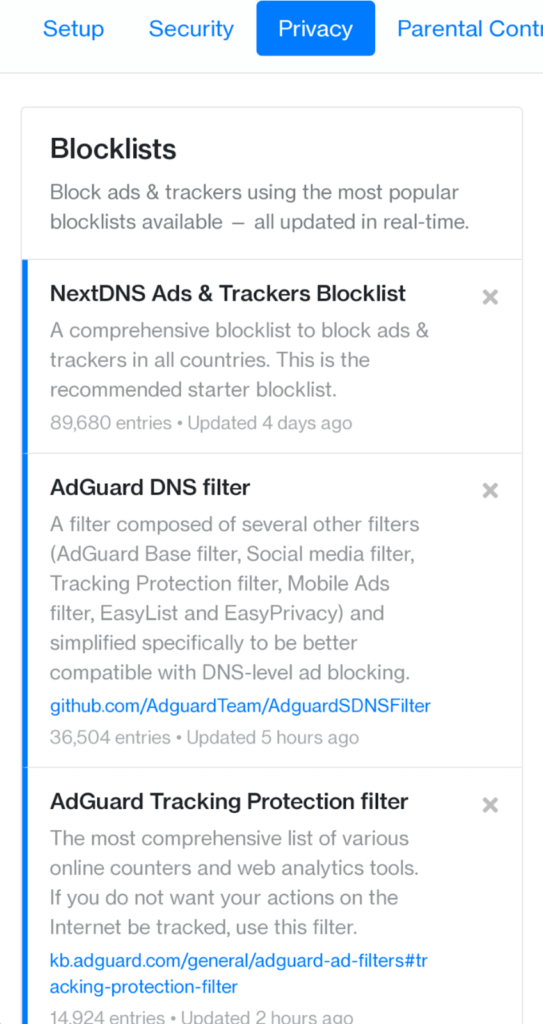 Setup Security Privacy Parental Contr
Blocklists
Block ads & trackers using the most popular
blocklists available — all updated in real-time.
NextDNS Ads & Trackers Blocklist
A comprehensive blocklist to block ads &
trackers in all countries. This is the
recommended starter blocklist.
89,680 entries • Updated 4 days ago
AdGuard DNS filter
A filter composed of several other filters
(AdGuard Base filter, Social media filter,
Tracking Protection filter, Mobile Ads
filter, EasyList and EasyPrivacy) and
simplified specifically to be better
compatible with DNS-level ad blocking.
github.com/AdguardTeam/AdguardSDNSFilter
36,504 entries • Updated 5 hours ago
AdGuard Tracking Protection filter
The most comprehensive list of various
online counters and web analytics tools.
If you do not want your actions on the
Internet be tracked, use this filter.
kb.adguard.com/general/adguard-ad-filters#tr
acking-protection-filter
14,924 entries • Updated 2 hours ago